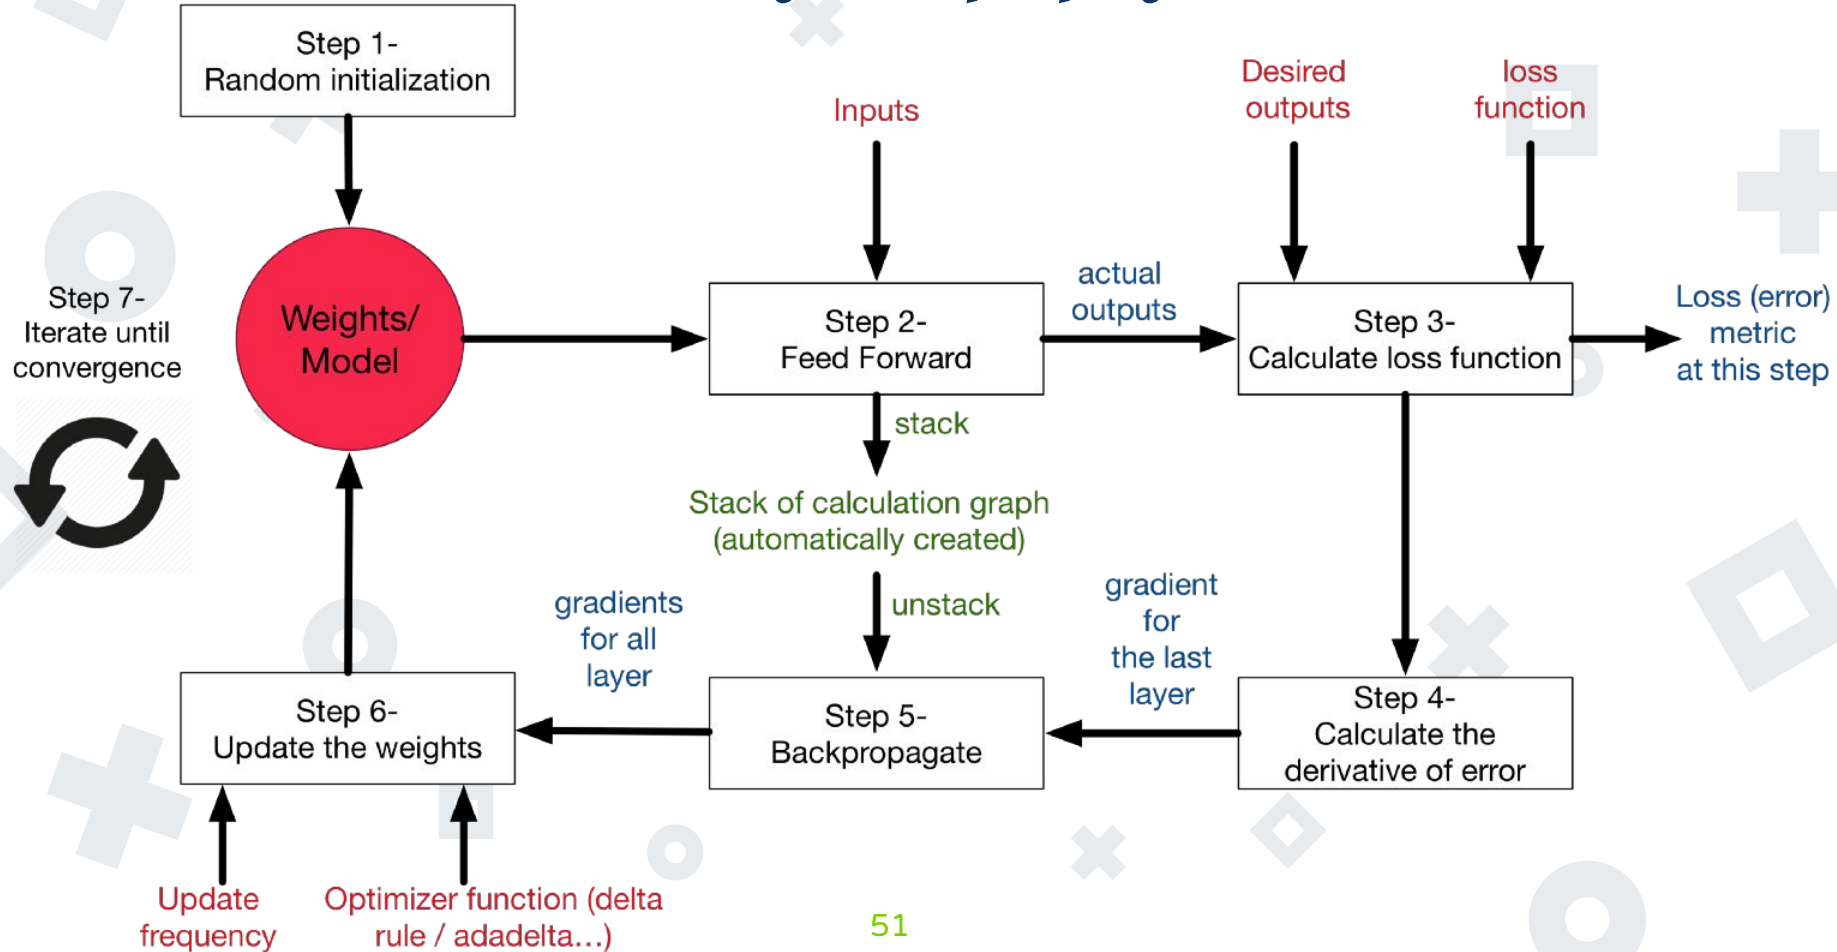 Step 1-
Random initialization
Inputs
Desired
outputs
loss
function
Step 7-
Iterate until
convergence
Weights/
Model
Step 2-
Feed Forward
actual
outputs
Step 3-
Calculate loss function
Loss (error)
metric
at this step
stack
Stack of calculation graph
(automatically created)
unstack
gradients
for all
layer
gradient
for
the last
layer
Step 6-
Update the weights
Step 5-
Backpropagate
Step 4-
Calculate the
derivative of error
Update
frequency
Optimizer function (delta
rule / adadelta...)
51